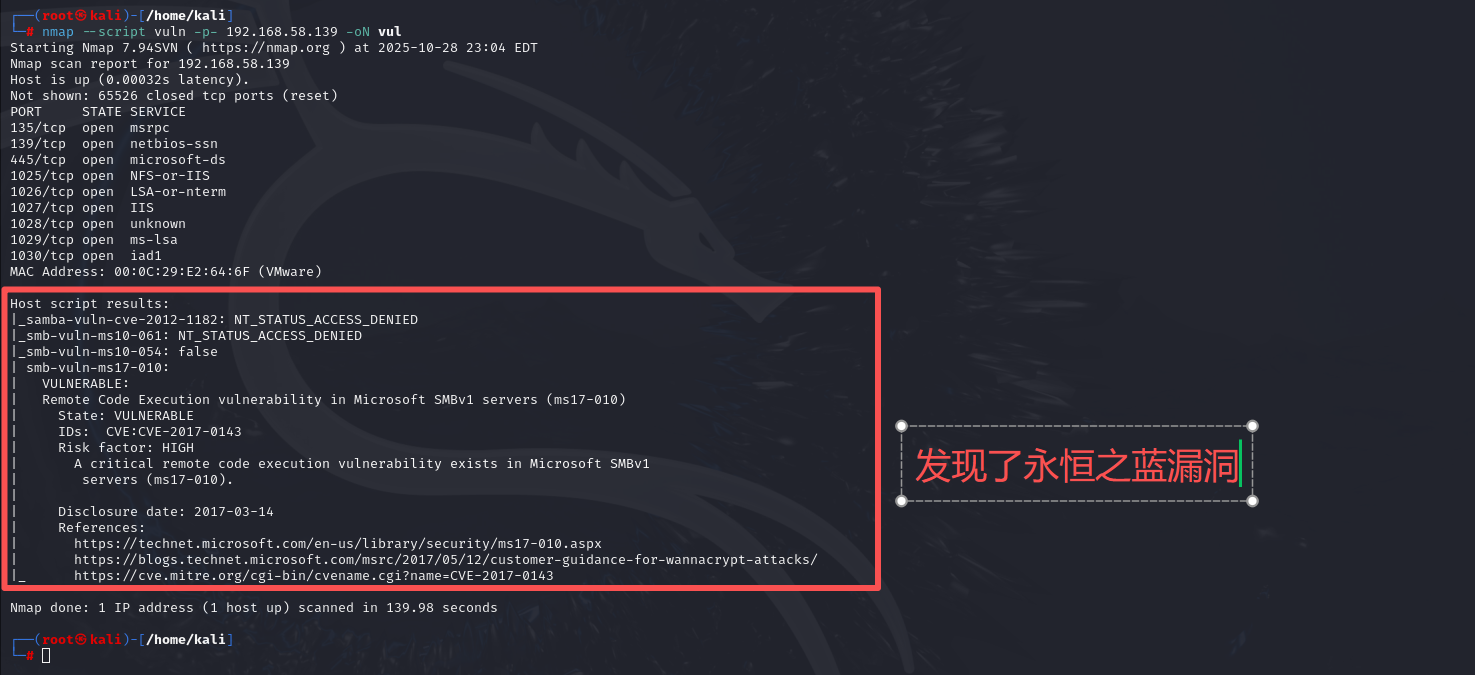 ┌──(root㉿kali)-[/home/kali]
└─# nmap --script vuln -p- 192.168.58.139 -oN vul
Starting Nmap 7.94SVN ( https://nmap.org ) at 2025-10-28 23:04 EDT
Nmap scan report for 192.168.58.139
Host is up (0.00032s latency).
Not shown: 65526 closed tcp ports (reset)
PORT     STATE SERVICE
135/tcp  open  msrpc
139/tcp  open  netbios-ssn
445/tcp  open  microsoft-ds
1025/tcp open  NFS-or-IIS
1026/tcp open  LSA-or-nterm
1027/tcp open  IIS
1028/tcp open  unknown
1029/tcp open  ms-lsa
1030/tcp open  iad1
MAC Address: 00:0C:29:E2:64:6F (VMware)
Host script results:
|_samba-vuln-cve-2012-1182: NT_STATUS_ACCESS_DENIED
|_smb-vuln-ms10-061: NT_STATUS_ACCESS_DENIED
|_smb-vuln-ms10-054: false
| smb-vuln-ms17-010:
|   VULNERABLE:
|   Remote Code Execution vulnerability in Microsoft SMBv1 servers (ms17-010)
|     State: VULNERABLE
|     IDs:  CVE:CVE-2017-0143
|     Risk factor: HIGH
|       A critical remote code execution vulnerability exists in Microsoft SMBv1
|        servers (ms17-010).
|
|     Disclosure date: 2017-03-14
|     References:
|       https://technet.microsoft.com/en-us/library/security/ms17-010.aspx
|       https://blogs.technet.microsoft.com/msrc/2017/05/12/customer-guidance-for-wannacrypt-attacks/
|_      https://cve.mitre.org/cgi-bin/cvename.cgi?name=CVE-2017-0143
发现了永恒之蓝漏洞
Nmap done: 1 IP address (1 host up) scanned in 139.98 seconds
┌──(root㉿kali)-[/home/kali]
└─#